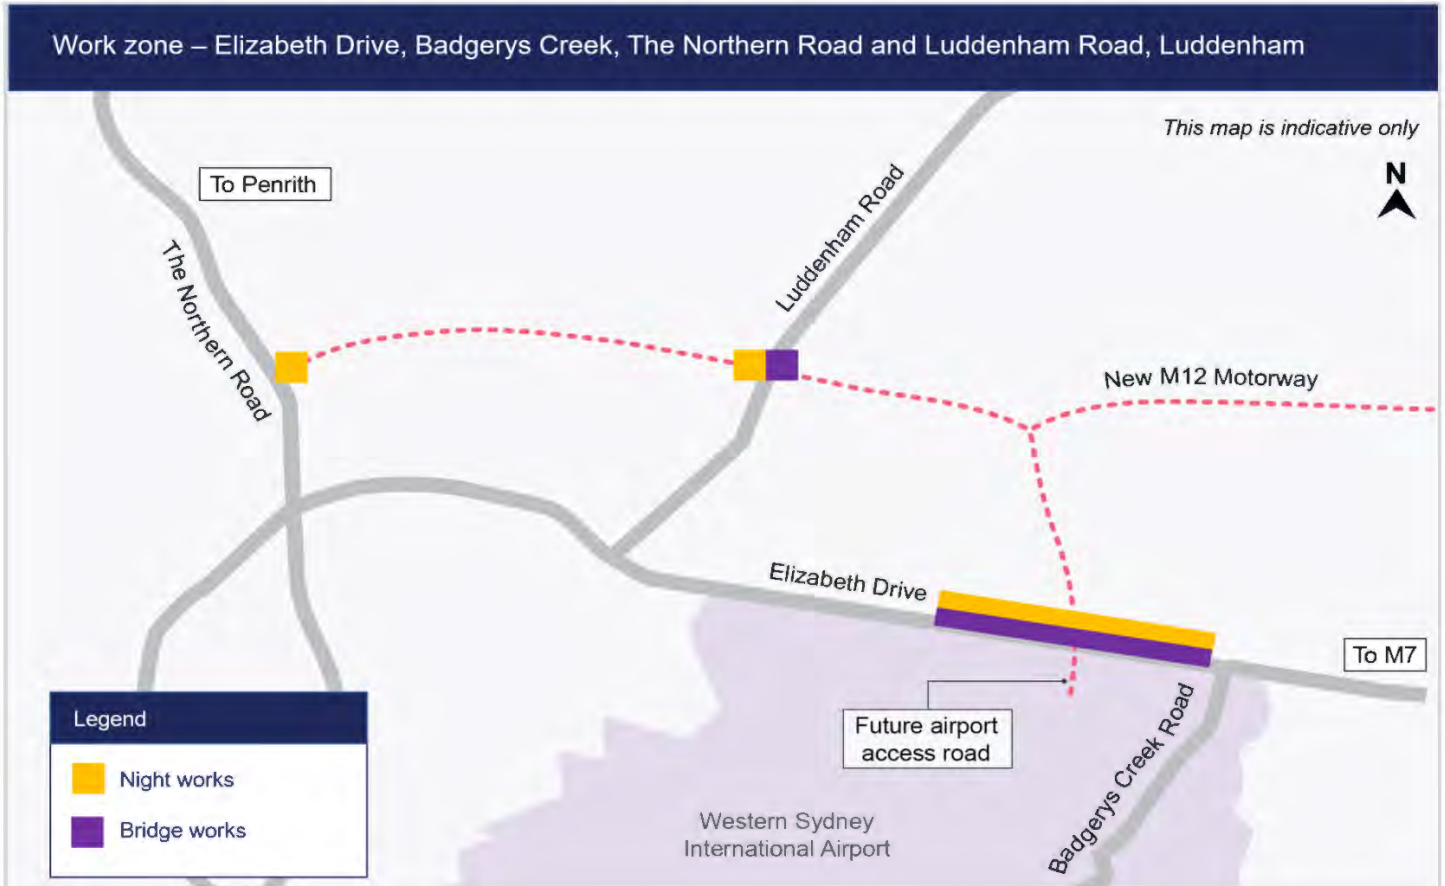 Work zone – Elizabeth Drive, Badgerys Creek, The Northern Road and Luddenham Road, Luddenham
This map is indicative only
N
To Penrith
Luddenham Road
The Northern Road
New M12 Motorway
Elizabeth Drive
To M7
Future airport
access road
Badgerys Creek Road
Western Sydney
International Airport
Legend
Night works
Bridge works